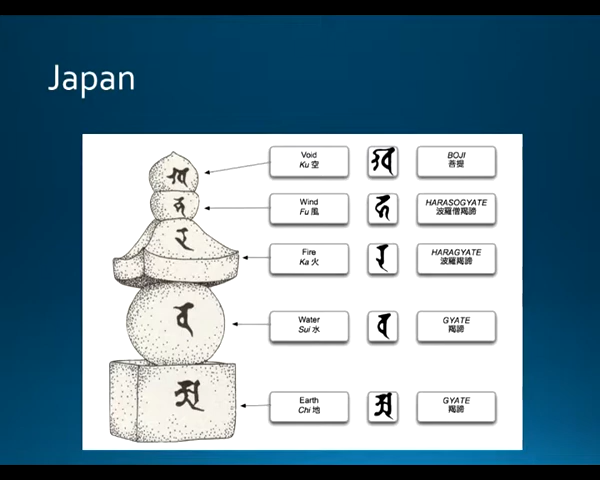 Japan
Void
Ku 空
BOJI
菩提
Wind
Fu 風
HARASOGYATE
波羅僧羯諦
Fire
Ka 火
HARAGYATE
波羅羯諦
Water
Sui 水
GYATE
羯諦
Earth
Chi 地
GYATE
羯諦